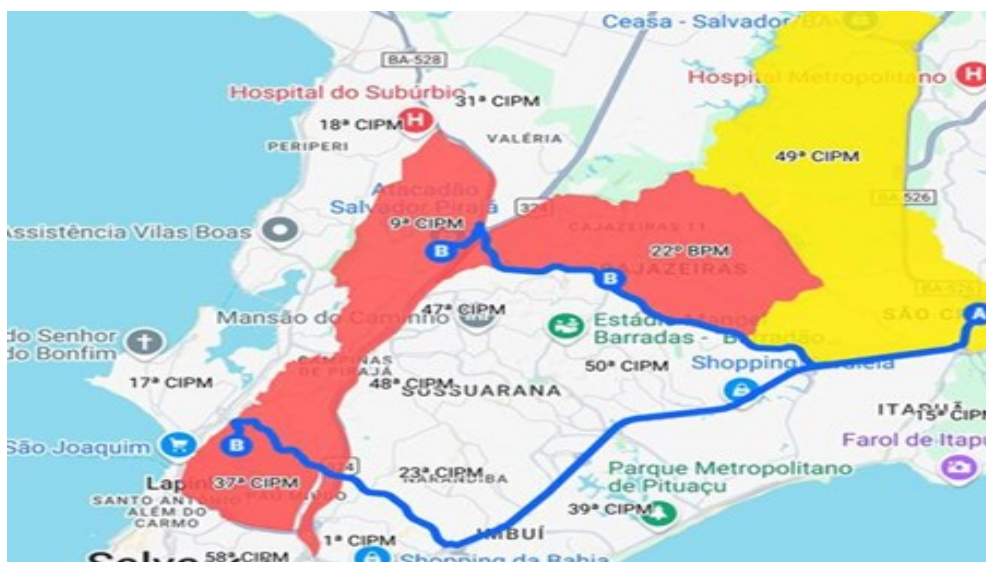 Ceasa - Salvador/BA
BA-528
Hospital Metropolitano
H
Hospital do Subúrbio
31ª CIPM
18ª CIPM
H
VALÉRIA
PERIPERI
49ª CIPM
Atacadão
Salvador Pirajá
324
BA-526
9ª CIPM
CAJAZEIRAS 11
Assistência Vilas Boas
B
22º BPM
CAJAZEIRAS
B
BA-526
47ª CIPM
Mansão do Caminho
SÃO
A
do Senhor
do Bonfim
Estádio Manoel
Barradas - Barradão
CAMPINAS
DE PIRAJÁ
50ª CIPM
Shopping
17ª CIPM
48ª CIPM
SUSSUARANA
ITAPUÃ
15ª CIPM
São Joaquim
B
Farol de Itapu
324
23ª CIPM
NARANDIBA
Parque Metropolitano
de Pituaçu
37ª CIPM
PAU MIÚDO
SANTO ANTÔNIO
ALÉM DO
CARMO
39ª CIPM
IMBUÍ
1ª CIPM
58ª CIPM
Shopping da Bahia